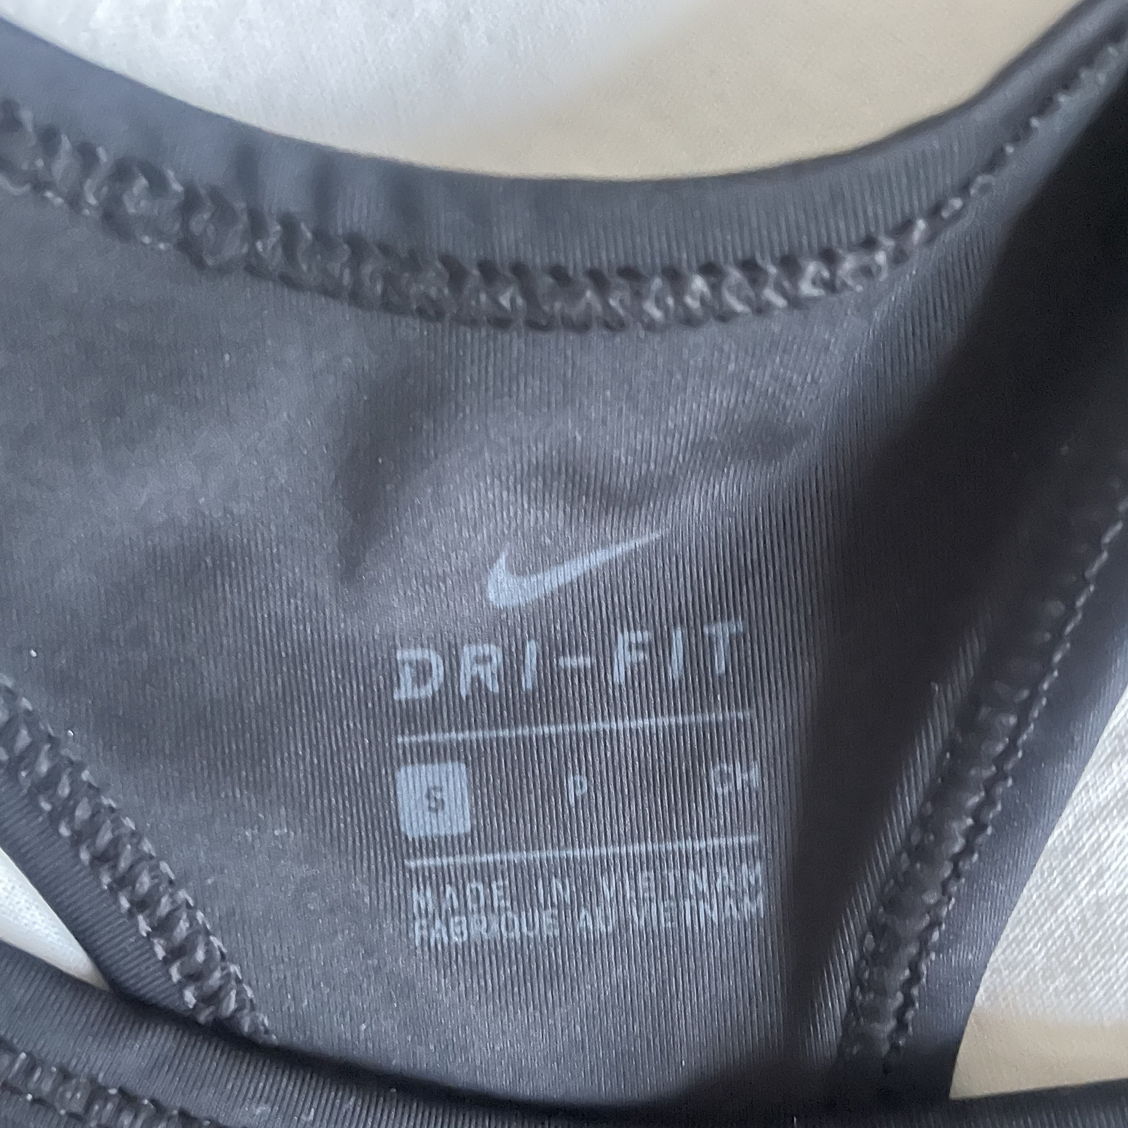 DRI-FIT
S P CH
MADE IN VIETNAM
FABRIQUÉ AU VIETNAM